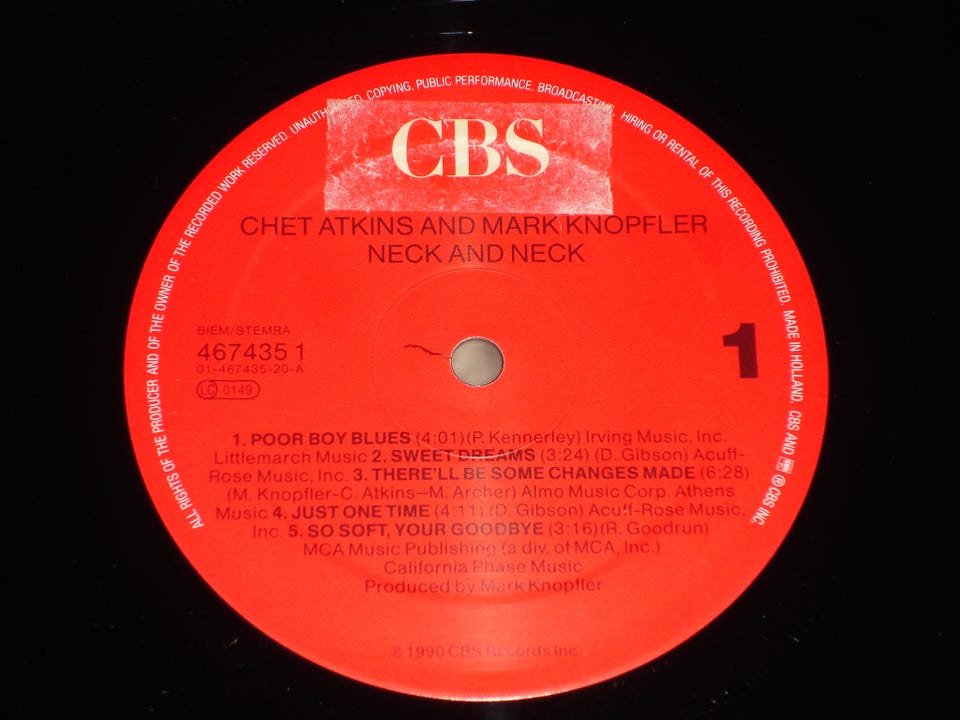 ALL RIGHTS OF THE PRODUCER AND OF THE OWNER OF THE RECORDED WORK RESERVED. UNAUTHORISED COPYING, PUBLIC PERFORMANCE, BROADCASTING, HIRING OR RENTAL OF THIS RECORDING PROHIBITED. MADE IN HOLLAND. CBS AND ℗ CBS INC.
CBS
CHET ATKINS AND MARK KNOPFLER
NECK AND NECK
BIEM/STEMRA
467435 1
01-467435-20-A
LC 0149
1
1. POOR BOY BLUES (4:01)(P. Kennerley) Irving Music, Inc.
Littlemarch Music 2. SWEET DREAMS (3:24) (D. Gibson) Acuff-
Rose Music, Inc. 3. THERE'LL BE SOME CHANGES MADE (6:28)
(M. Knopfler-C. Atkins–M. Archer) Almo Music Corp. Athens
Music 4. JUST ONE TIME (4:11) (D. Gibson) Acuff-Rose Music,
Inc. 5. SO SOFT, YOUR GOODBYE (3:16)(R. Goodrun)
MCA Music Publishing (a div. of MCA, Inc.)
California Phase Music
Produced by Mark Knopfler
℗ 1990 CBS Records Inc.